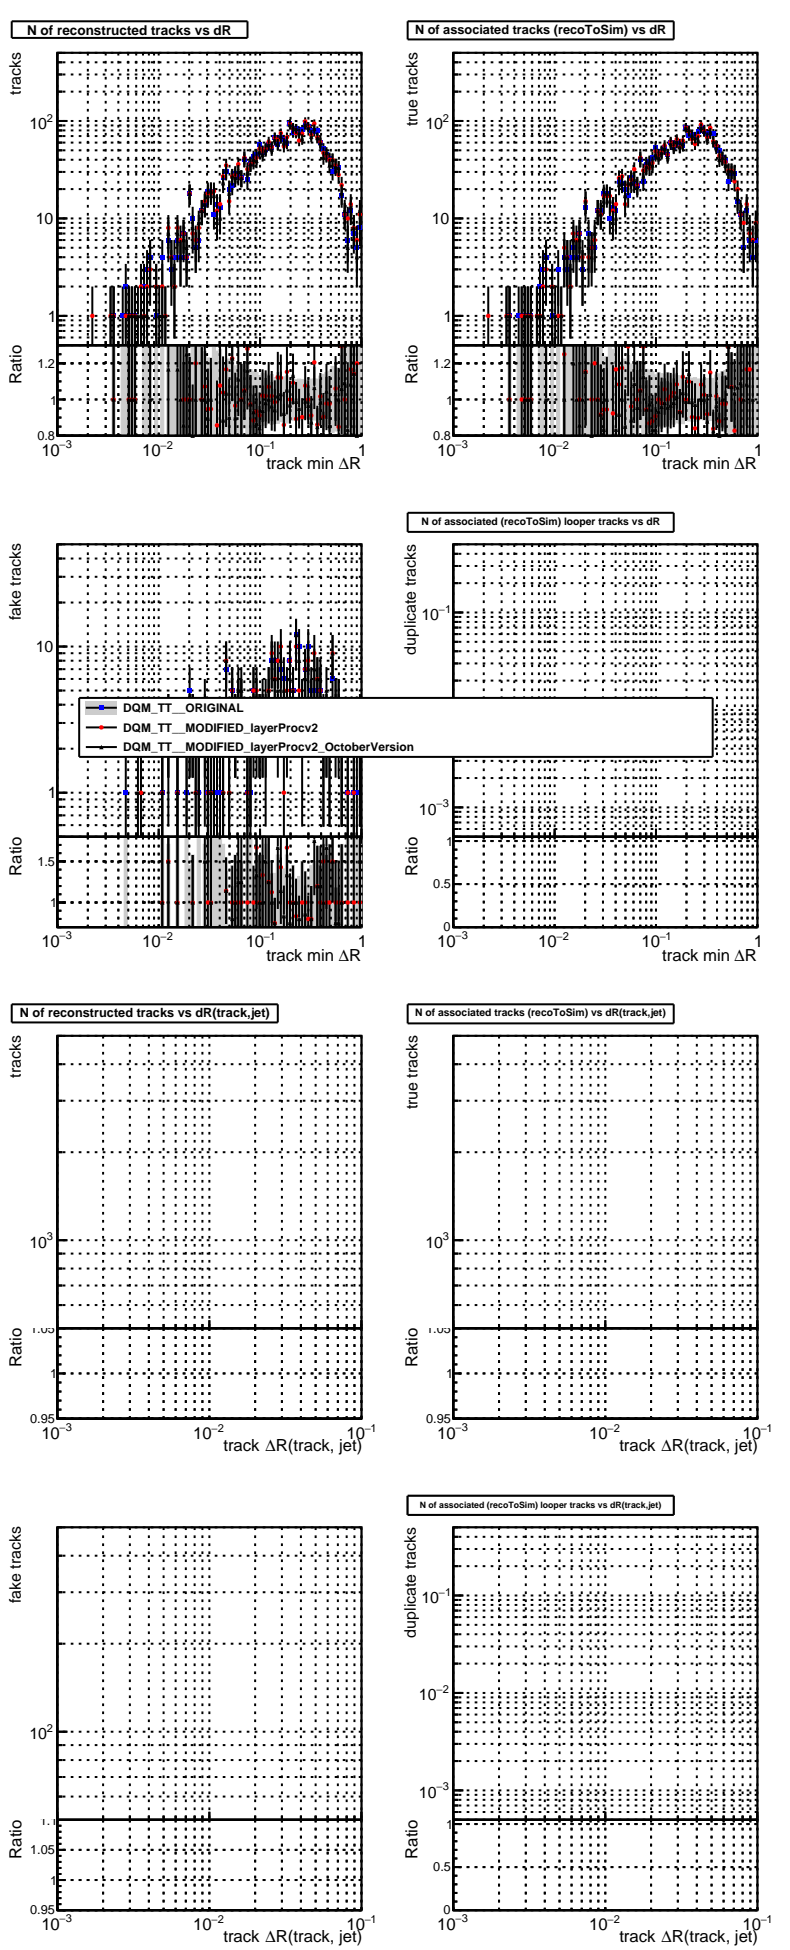 N of reconstructed tracks vs dR
N of associated tracks (recoToSim) vs dR
tracks
10²
10
1
Ratio
1.2
1
0.8
10⁻³
10⁻²
10⁻¹
1
track min ΔR
true tracks
10²
10
1
Ratio
1.2
1
0.8
10⁻³
10⁻²
10⁻¹
1
track min ΔR
N of associated (recoToSim) looper tracks vs dR
fake tracks
10
1
Ratio
1.5
1
10⁻³
10⁻²
10⁻¹
1
track min ΔR
duplicate tracks
10⁻¹
10⁻³
Ratio
1
0.5
0
10⁻³
10⁻²
10⁻¹
1
track min ΔR
DQM_TT__ORIGINAL
DQM_TT__MODIFIED_layerProcv2
DQM_TT__MODIFIED_layerProcv2_OctoberVersion
N of reconstructed tracks vs dR(track,jet)
N of associated tracks (recoToSim) vs dR(track,jet)
tracks
10³
Ratio
1.05
1
0.95
10⁻³
10⁻²
10⁻¹
track ΔR(track, jet)
true tracks
10³
Ratio
1.05
1
0.95
10⁻³
10⁻²
10⁻¹
track ΔR(track, jet)
N of associated (recoToSim) looper tracks vs dR(track,jet)
fake tracks
10²
Ratio
1.1
1.05
1
0.95
10⁻³
10⁻²
10⁻¹
track ΔR(track, jet)
duplicate tracks
10⁻¹
10⁻²
10⁻³
Ratio
1
0.5
0
10⁻³
10⁻²
10⁻¹
track ΔR(track, jet)